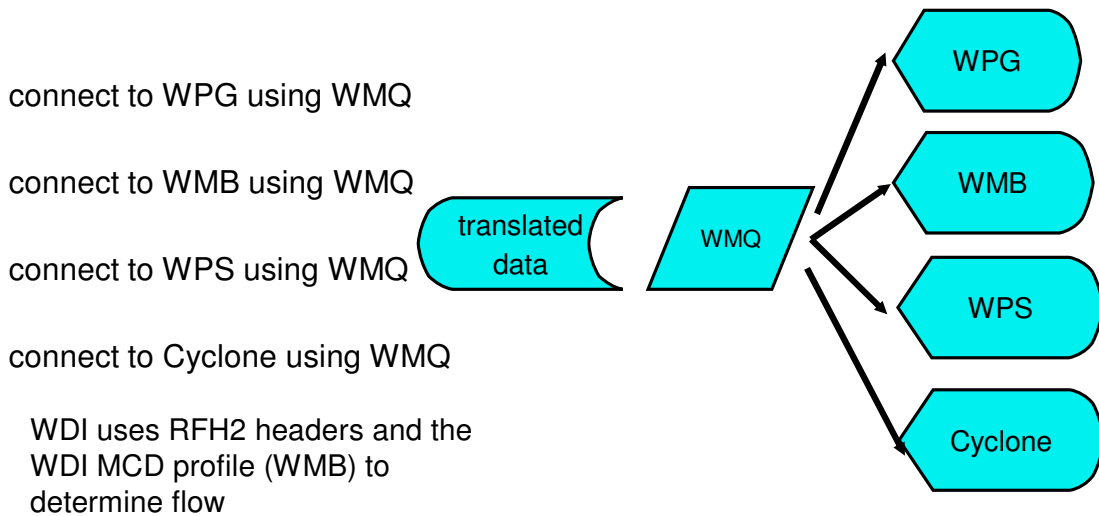 connect to WPG using WMQ
connect to WMB using WMQ
connect to WPS using WMQ
connect to Cyclone using WMQ
WDI uses RFH2 headers and the
WDI MCD profile (WMB) to
determine flow
translated
data
WMQ
WPG
WMB
WPS
Cyclone